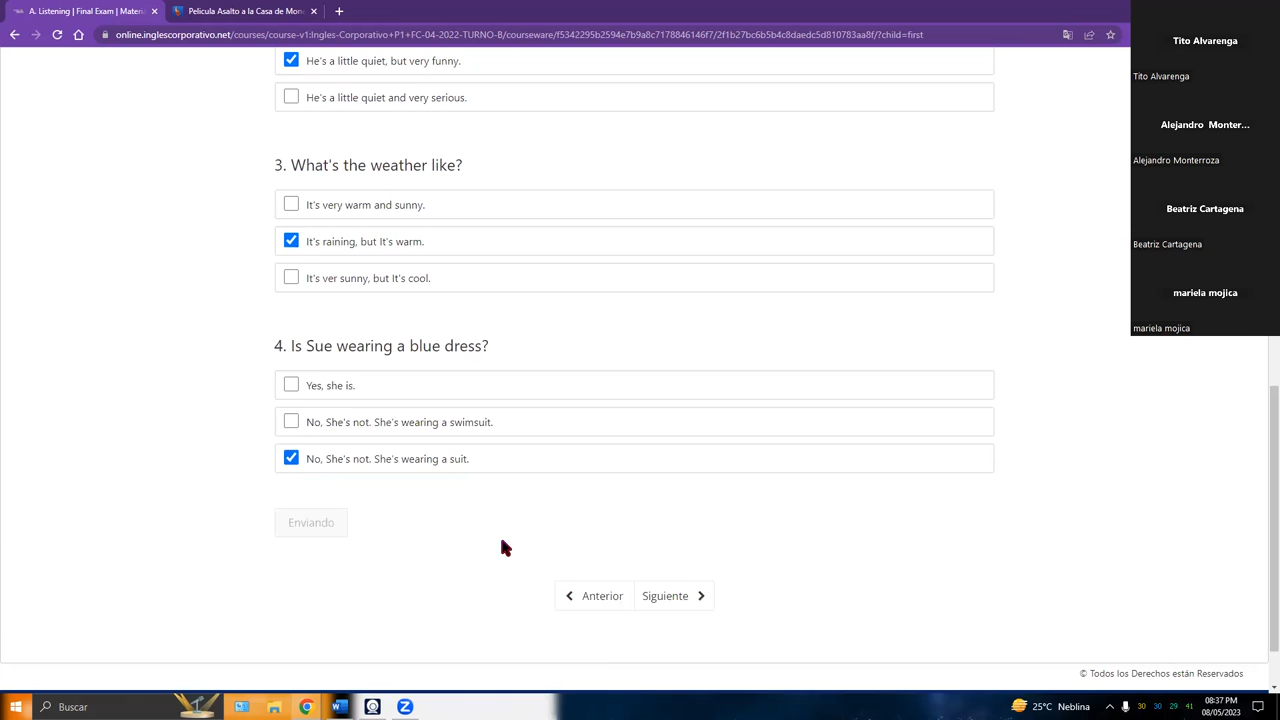 A. Listening | Final Exam | Materi
Pelicula Asalto a la Casa de Mon
online.inglescorporativo.net/courses/course-v1:Ingles-Corporativo+P1+FC-04-2022-TURNO-B/courseware/f5342295b2594e7b9a8c7178846146f7/2f1b27bc6b5b4c8daedc5d810783aa8f/?child=first
Tito Alvarenga
Tito Alvarenga
Alejandro Monter...
Alejandro Monterroza
Beatriz Cartagena
Beatriz Cartagena
mariela mojica
mariela mojica
He's a little quiet, but very funny.
He's a little quiet and very serious.
3. What's the weather like?
It's very warm and sunny.
It's raining, but It's warm.
It's ver sunny, but It's cool.
4. Is Sue wearing a blue dress?
Yes, she is.
No, She's not. She's wearing a swimsuit.
No, She's not. She's wearing a suit.
Enviando
Anterior
Siguiente
© Todos los Derechos están Reservados
Buscar
25°C Neblina
30 30 29 41
08:37 PM
08/05/2023